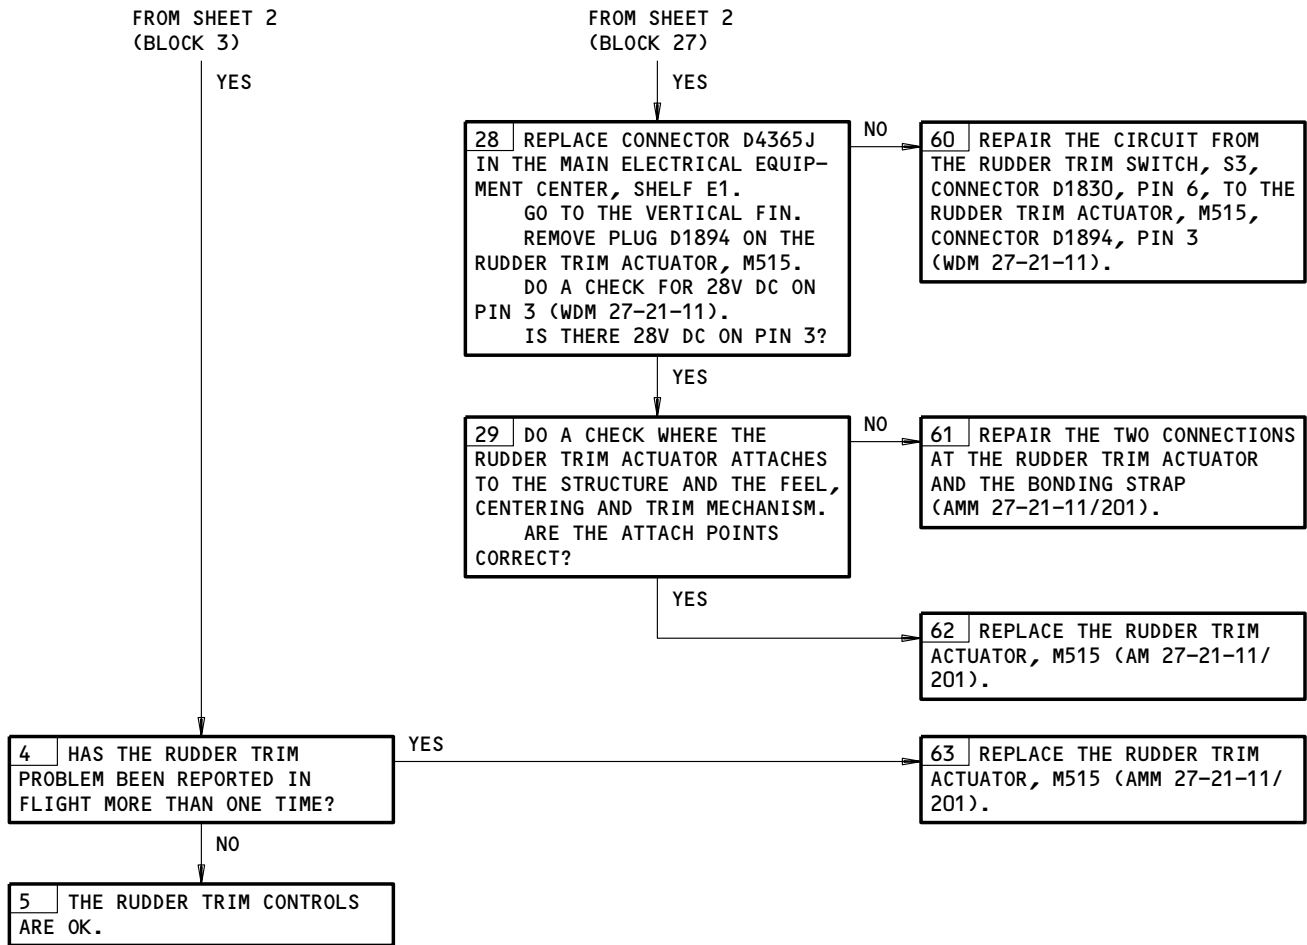 FROM SHEET 2
(BLOCK 3)
YES
FROM SHEET 2
(BLOCK 27)
YES
28 REPLACE CONNECTOR D4365J
IN THE MAIN ELECTRICAL EQUIP-
MENT CENTER, SHELF E1.
GO TO THE VERTICAL FIN.
REMOVE PLUG D1894 ON THE
RUDDER TRIM ACTUATOR, M515.
DO A CHECK FOR 28V DC ON
PIN 3 (WDM 27-21-11).
IS THERE 28V DC ON PIN 3?
NO
60 REPAIR THE CIRCUIT FROM
THE RUDDER TRIM SWITCH, S3,
CONNECTOR D1830, PIN 6, TO THE
RUDDER TRIM ACTUATOR, M515,
CONNECTOR D1894, PIN 3
(WDM 27-21-11).
YES
29 DO A CHECK WHERE THE
RUDDER TRIM ACTUATOR ATTACHES
TO THE STRUCTURE AND THE FEEL,
CENTERING AND TRIM MECHANISM.
ARE THE ATTACH POINTS
CORRECT?
NO
61 REPAIR THE TWO CONNECTIONS
AT THE RUDDER TRIM ACTUATOR
AND THE BONDING STRAP
(AMM 27-21-11/201).
YES
62 REPLACE THE RUDDER TRIM
ACTUATOR, M515 (AM 27-21-11/
201).
4 HAS THE RUDDER TRIM
PROBLEM BEEN REPORTED IN
FLIGHT MORE THAN ONE TIME?
YES
63 REPLACE THE RUDDER TRIM
ACTUATOR, M515 (AMM 27-21-11/
201).
NO
5 THE RUDDER TRIM CONTROLS
ARE OK.